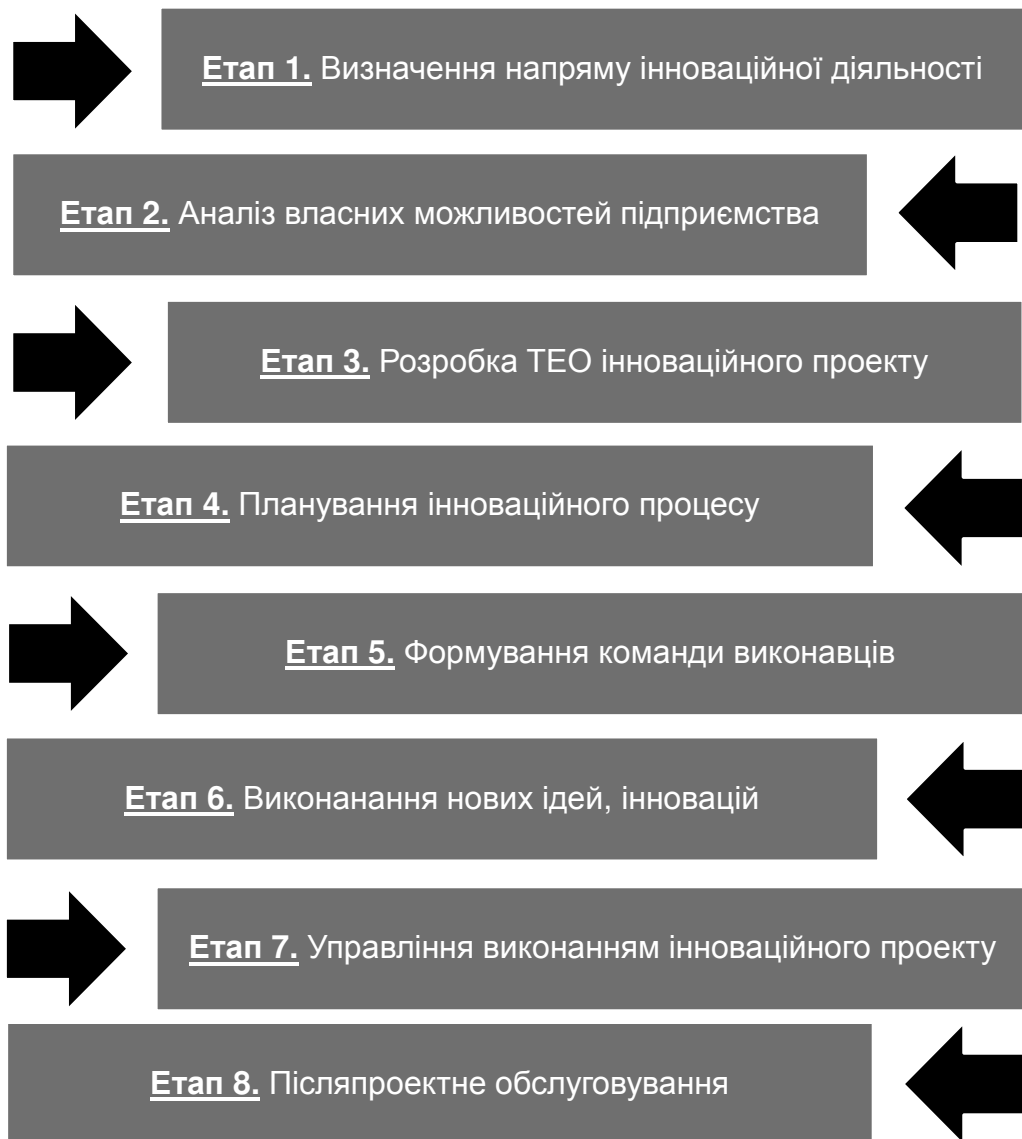 Етап 1. Визначення напряму інноваційної діяльності
Етап 2. Аналіз власних можливостей підприємства
Етап 3. Розробка ТЕО інноваційного проекту
Етап 4. Планування інноваційного процесу
Етап 5. Формування команди виконавців
Етап 6. Виконанання нових ідей, інновацій
Етап 7. Управління виконанням інноваційного проекту
Етап 8. Післяпроектне обслуговування